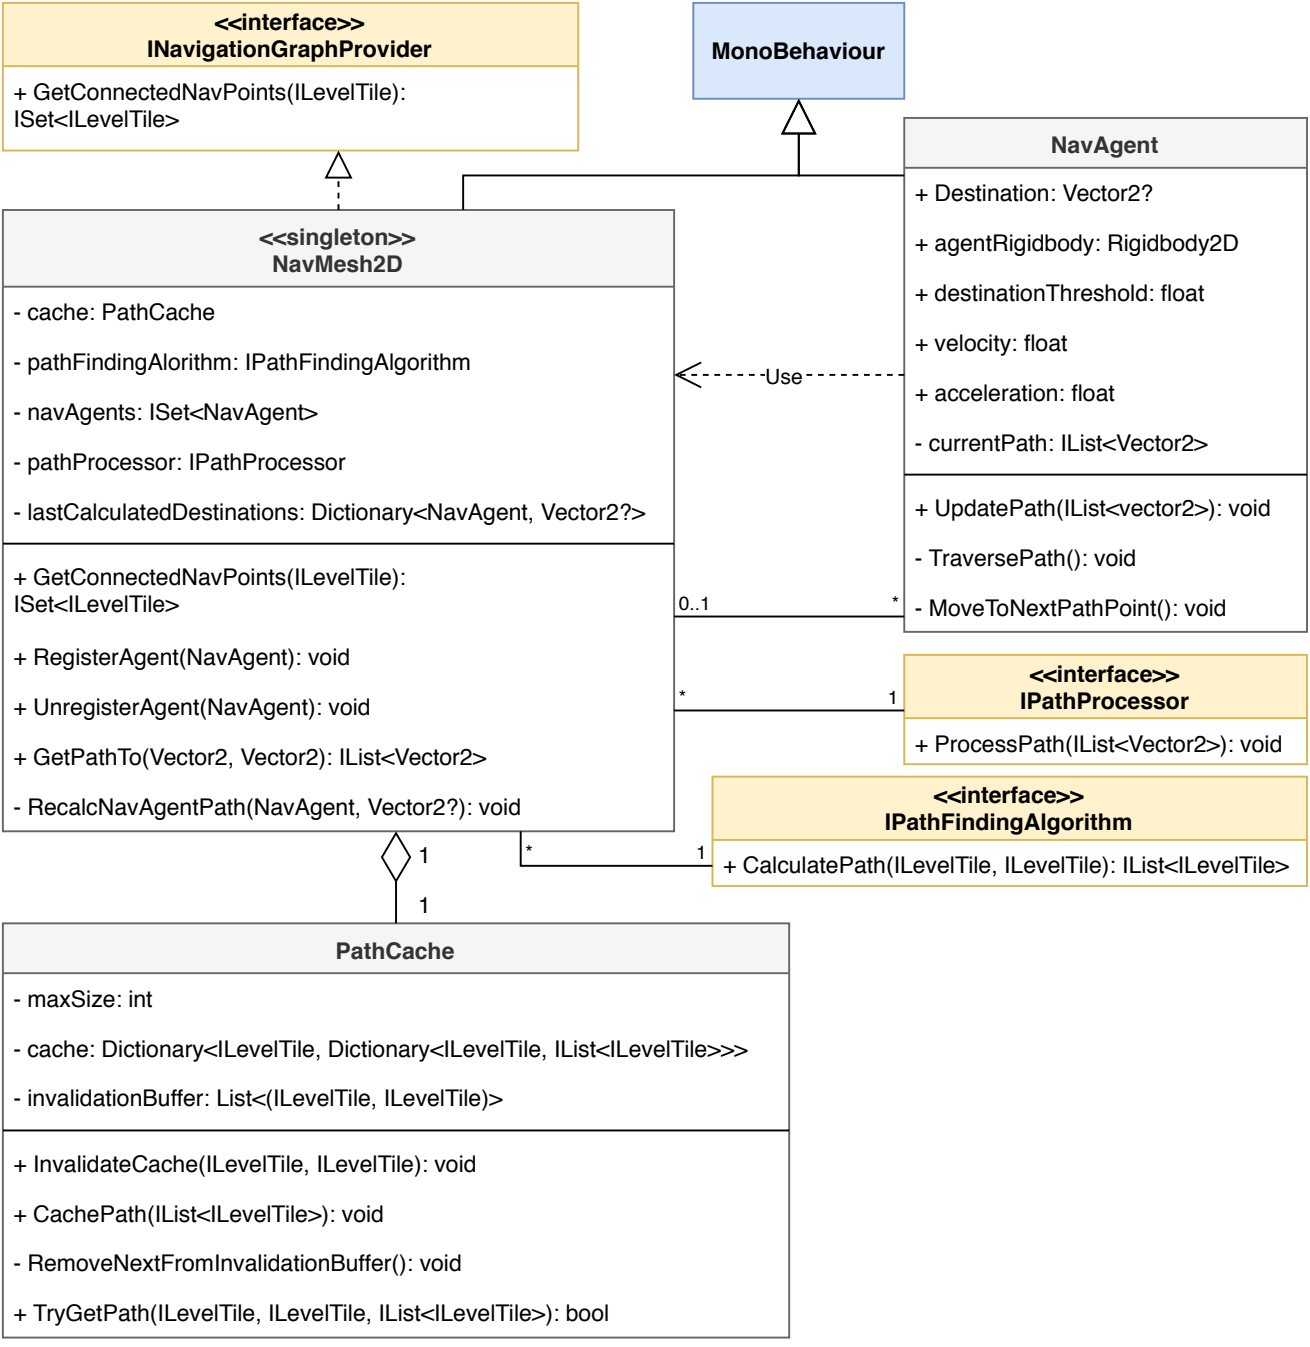 <<interface>>
INavigationGraphProvider
+ GetConnectedNavPoints(ILevelTile):
ISet<ILevelTile>
MonoBehaviour
NavAgent
+ Destination: Vector2?
+ agentRigidbody: Rigidbody2D
+ destinationThreshold: float
+ velocity: float
+ acceleration: float
- currentPath: IList<Vector2>
+ UpdatePath(IList<vector2>): void
- TraversePath(): void
- MoveToNextPathPoint(): void
<<singleton>>
NavMesh2D
- cache: PathCache
- pathFindingAlorithm: IPathFindingAlgorithm
- navAgents: ISet<NavAgent>
- pathProcessor: IPathProcessor
- lastCalculatedDestinations: Dictionary<NavAgent, Vector2?>
+ GetConnectedNavPoints(ILevelTile):
ISet<ILevelTile>
+ RegisterAgent(NavAgent): void
+ UnregisterAgent(NavAgent): void
+ GetPathTo(Vector2, Vector2): IList<Vector2>
- RecalcNavAgentPath(NavAgent, Vector2?): void
Use
0..1
*
*
1
<<interface>>
IPathProcessor
+ ProcessPath(IList<Vector2>): void
<<interface>>
IPathFindingAlgorithm
+ CalculatePath(ILevelTile, ILevelTile): IList<ILevelTile>
*
1
1
1
PathCache
- maxSize: int
- cache: Dictionary<ILevelTile, Dictionary<ILevelTile, IList<ILevelTile>>>
- invalidationBuffer: List<(ILevelTile, ILevelTile)>
+ InvalidateCache(ILevelTile, ILevelTile): void
+ CachePath(IList<ILevelTile>): void
- RemoveNextFromInvalidationBuffer(): void
+ TryGetPath(ILevelTile, ILevelTile, IList<ILevelTile>): bool